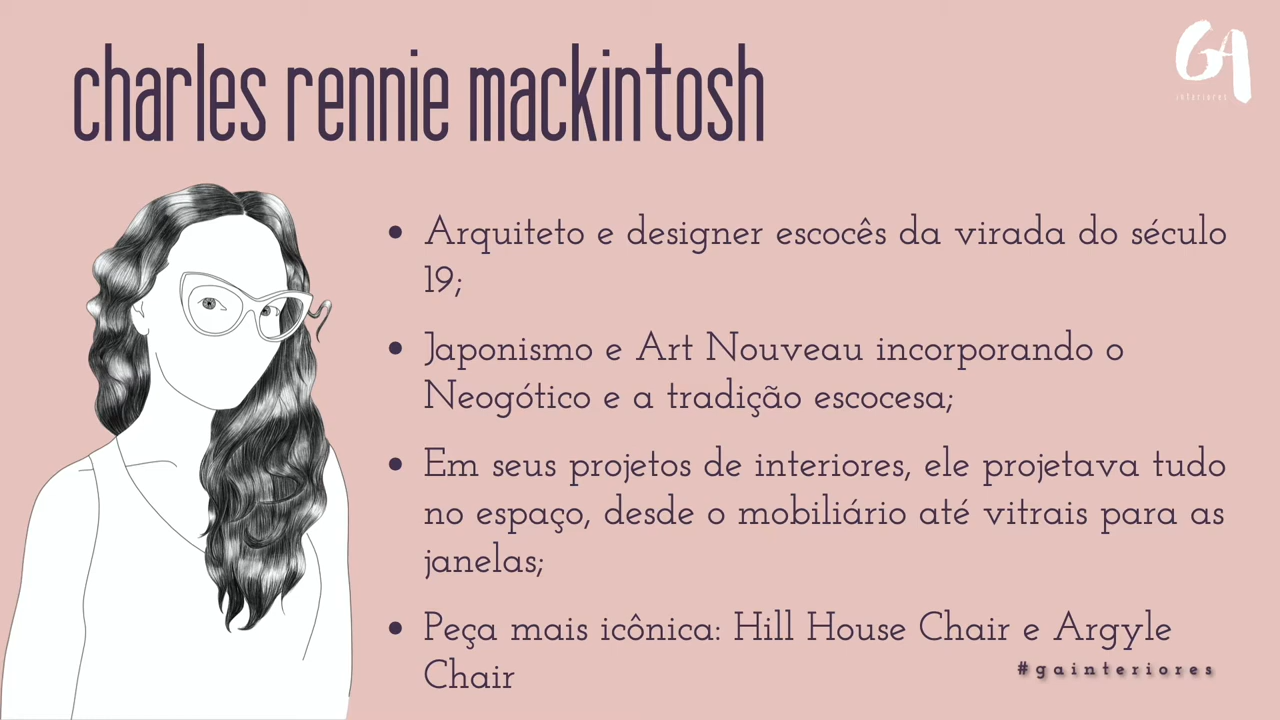 charles rennie mackintosh
GA
interiores
• Arquiteto e designer escocês da virada do século
19;
• Japonismo e Art Nouveau incorporando o
Neogótico e a tradição escocesa;
• Em seus projetos de interiores, ele projetava tudo
no espaço, desde o mobiliário até vitrais para as
janelas;
• Peça mais icônica: Hill House Chair e Argyle
Chair
#gainteriores